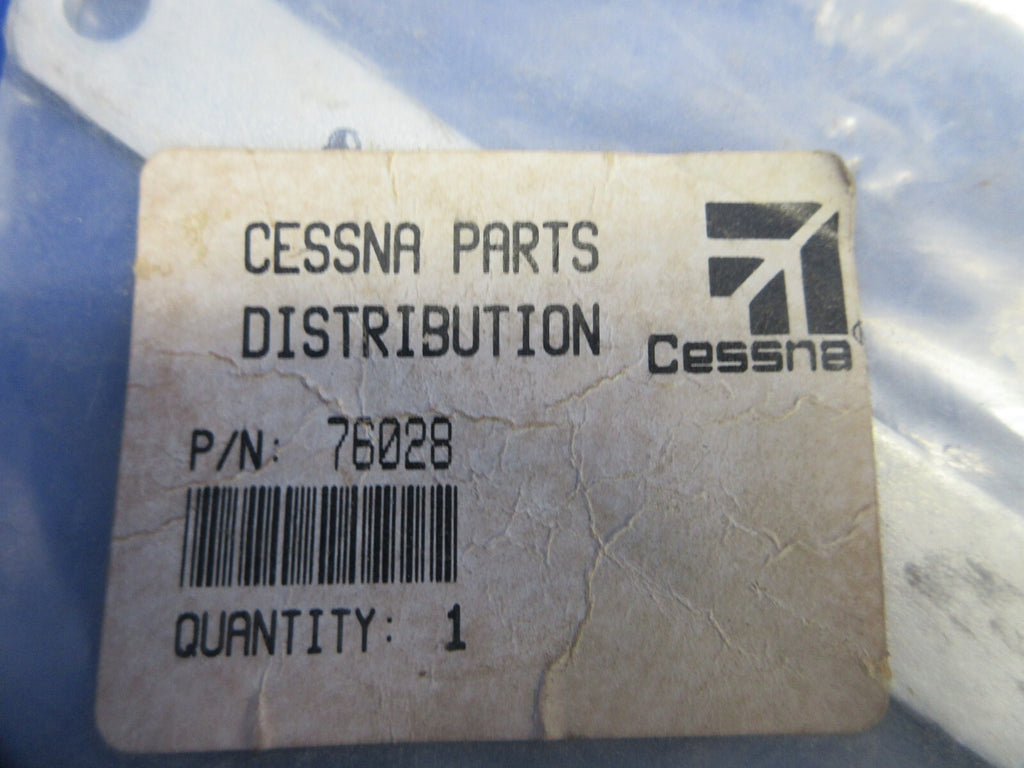 CESSNA PARTS
DISTRIBUTION
Cessna®
P/N: 76028
QUANTITY: 1